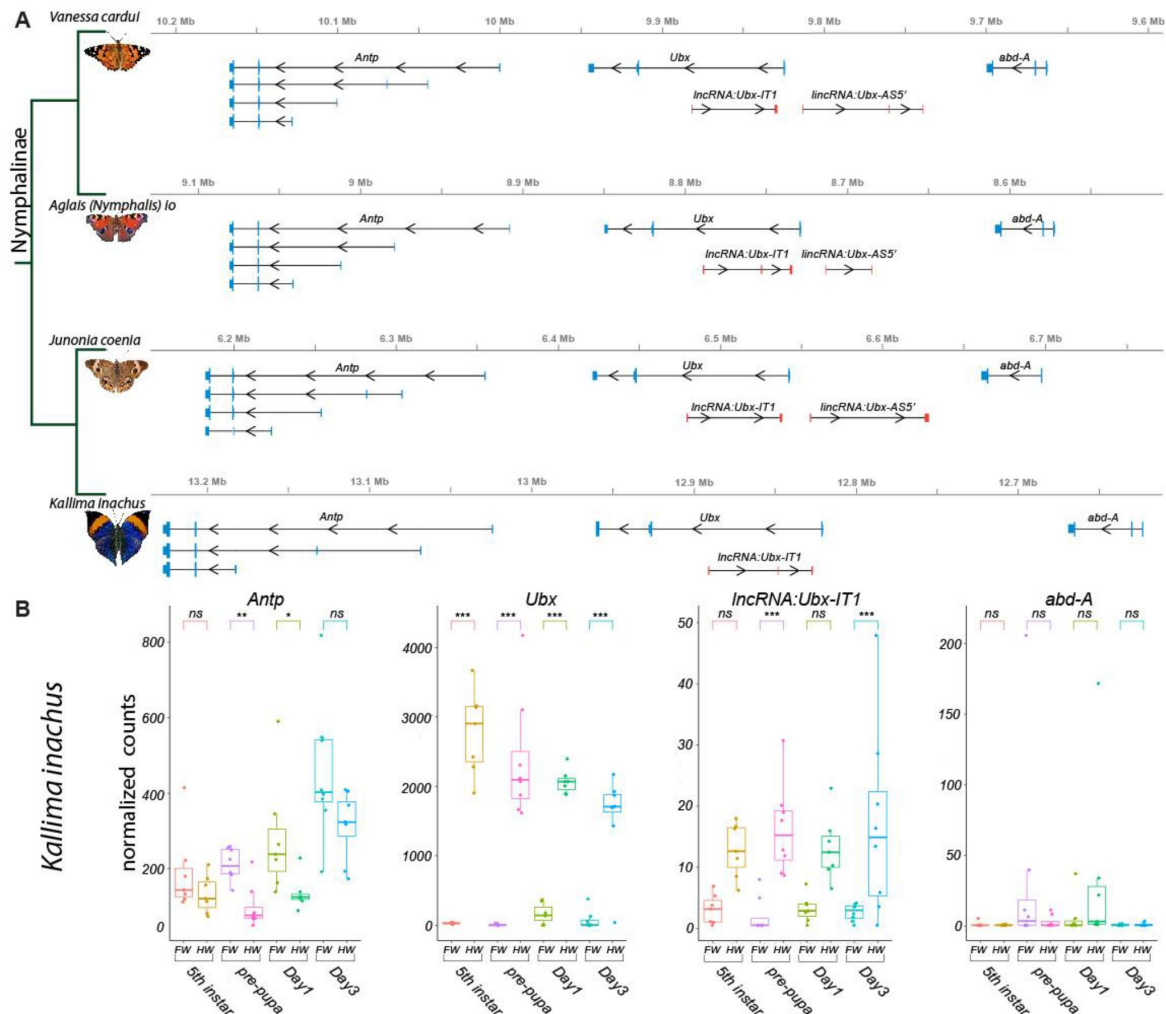 A
Vanessa cardui
10.2 Mb 10.1 Mb 10 Mb 9.9 Mb 9.8 Mb 9.7 Mb 9.6 Mb
Antp Ubx abd-A
lncRNA:Ubx-IT1 lincRNA:Ubx-AS5'
Nymphalinae
9.1 Mb 9 Mb 8.9 Mb 8.8 Mb 8.7 Mb 8.6 Mb
Aglais (Nymphalis) io
Antp Ubx abd-A
lncRNA:Ubx-IT1 lincRNA:Ubx-AS5'
Junonia coenia
6.2 Mb 6.3 Mb 6.4 Mb 6.5 Mb 6.6 Mb 6.7 Mb
Antp Ubx abd-A
lncRNA:Ubx-IT1 lincRNA:Ubx-AS5'
13.2 Mb 13.1 Mb 13 Mb 12.9 Mb 12.8 Mb 12.7 Mb
Kallima inachus
Antp Ubx abd-A
lncRNA:Ubx-IT1
B
Kallima inachus
normalized counts
Antp
ns ** * ns
800
600
400
200
0
FW HW FW HW FW HW FW HW
5th instar pre-pupa Day1 Day3
Ubx
*** *** *** ***
4000
3000
2000
1000
0
FW HW FW HW FW HW FW HW
5th instar pre-pupa Day1 Day3
lncRNA:Ubx-IT1
ns *** ns ***
50
40
30
20
10
0
FW HW FW HW FW HW FW HW
5th instar pre-pupa Day1 Day3
abd-A
ns ns ns ns
200
150
100
50
0
FW HW FW HW FW HW FW HW
5th instar pre-pupa Day1 Day3